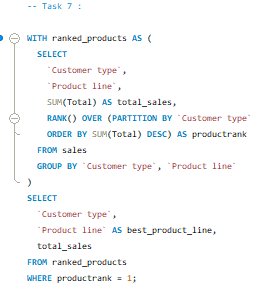 -- Task 7 :
WITH ranked_products AS (
SELECT
`Customer type`,
`Product line`,
SUM(Total) AS total_sales,
RANK() OVER (PARTITION BY `Customer type`
ORDER BY SUM(Total) DESC) AS productrank
FROM sales
GROUP BY `Customer type`, `Product line`
)
SELECT
`Customer type`,
`Product line` AS best_product_line,
total_sales
FROM ranked_products
WHERE productrank = 1;